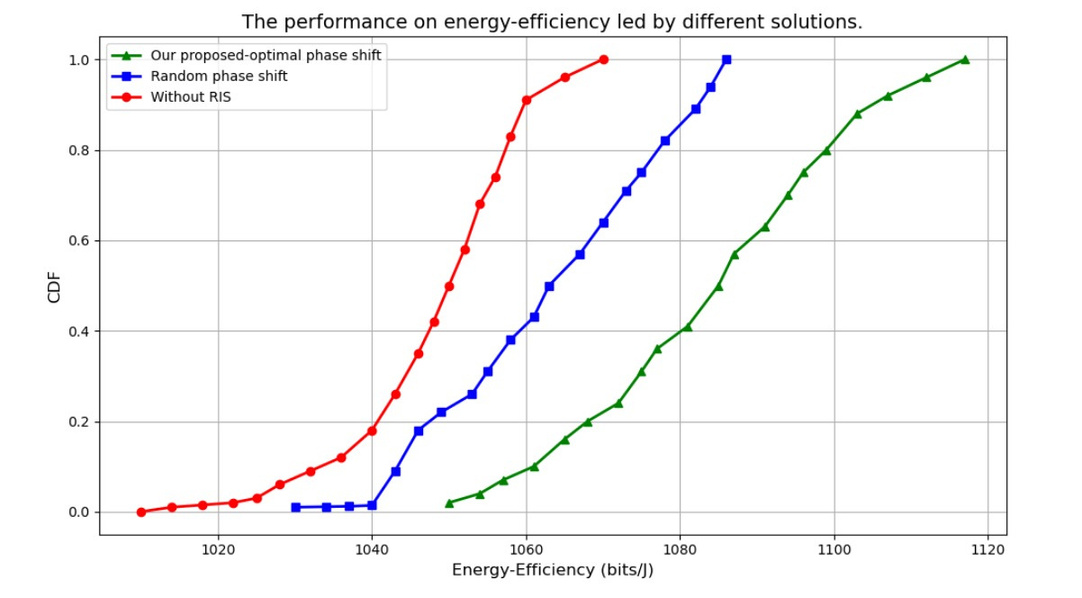 The performance on energy-efficiency led by different solutions.
Our proposed-optimal phase shift
Random phase shift
Without RIS
1.0
0.8
0.6
0.4
0.2
0.0
CDF
1020 1040 1060 1080 1100 1120
Energy-Efficiency (bits/J)